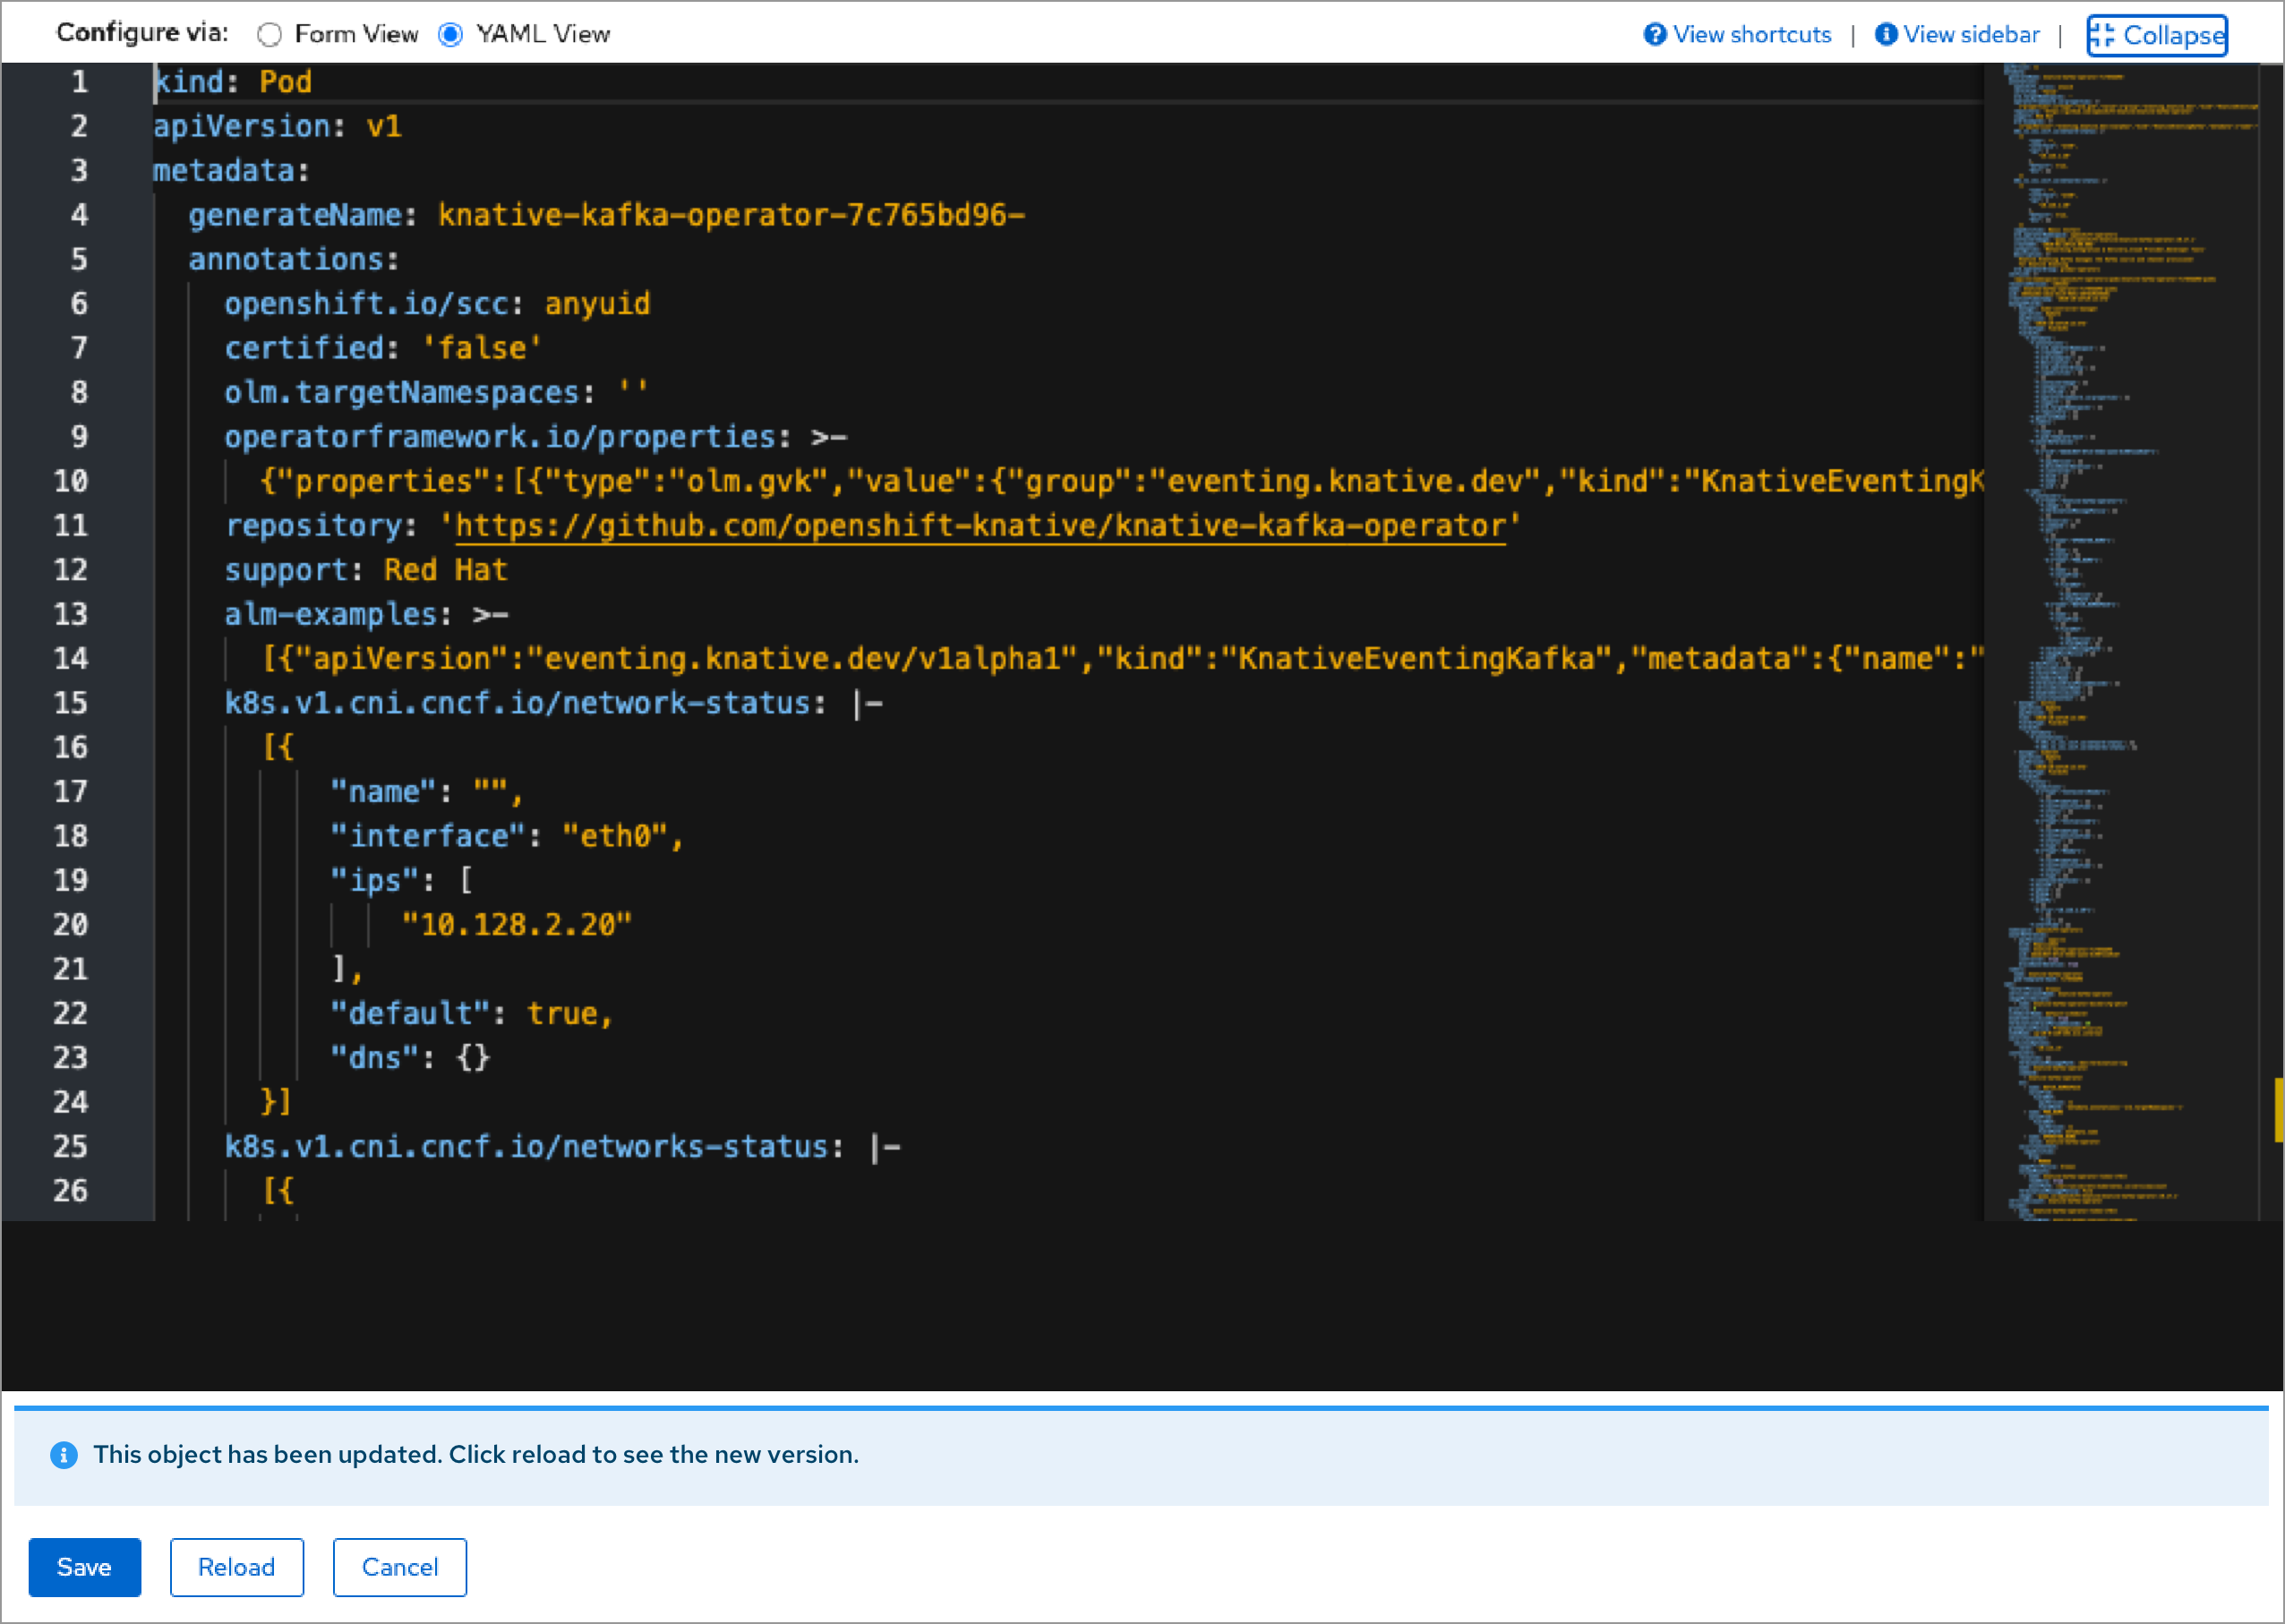 Configure via: Form View YAML View View shortcuts | View sidebar | Collapse
1 kind: Pod
2 apiVersion: v1
3 metadata:
4 generateName: knative-kafka-operator-7c765bd96-
5 annotations:
6 openshift.io/scc: anyuid
7 certified: 'false'
8 olm.targetNamespaces: ''
9 operatorframework.io/properties: >-
10 {"properties":[{"type":"olm.gvk","value":{"group":"eventing.knative.dev","kind":"KnativeEventingK
11 repository: 'https://github.com/openshift-knative/knative-kafka-operator'
12 support: Red Hat
13 alm-examples: >-
14 [{"apiVersion":"eventing.knative.dev/v1alpha1","kind":"KnativeEventingKafka","metadata":{"name":"
15 k8s.v1.cni.cncf.io/network-status: |-
16 [{
17 "name": "",
18 "interface": "eth0",
19 "ips": [
20 "10.128.2.20"
21 ],
22 "default": true,
23 "dns": {}
24 }]
25 k8s.v1.cni.cncf.io/networks-status: |-
26 [{
This object has been updated. Click reload to see the new version.
Save Reload Cancel